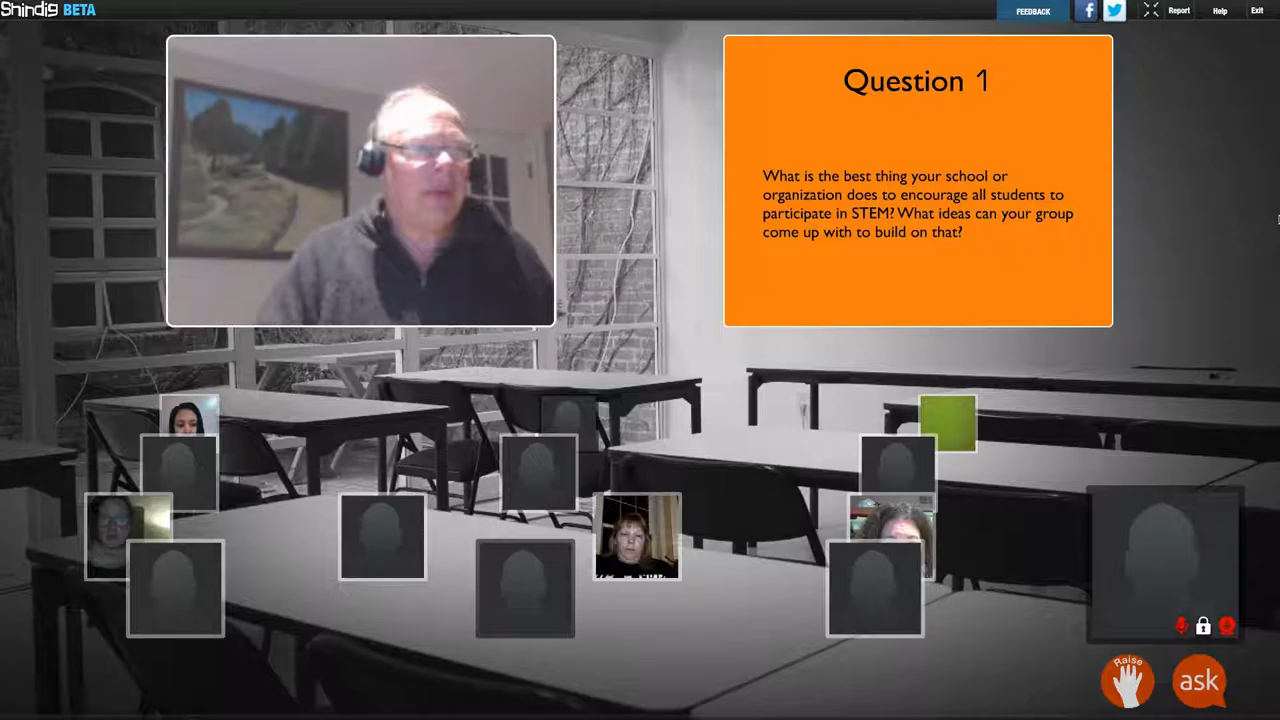 Shindig BETA
FEEDBACK
Report
Help
Exit
Question 1
What is the best thing your school or
organization does to encourage all students to
participate in STEM? What ideas can your group
come up with to build on that?
Raise
ask